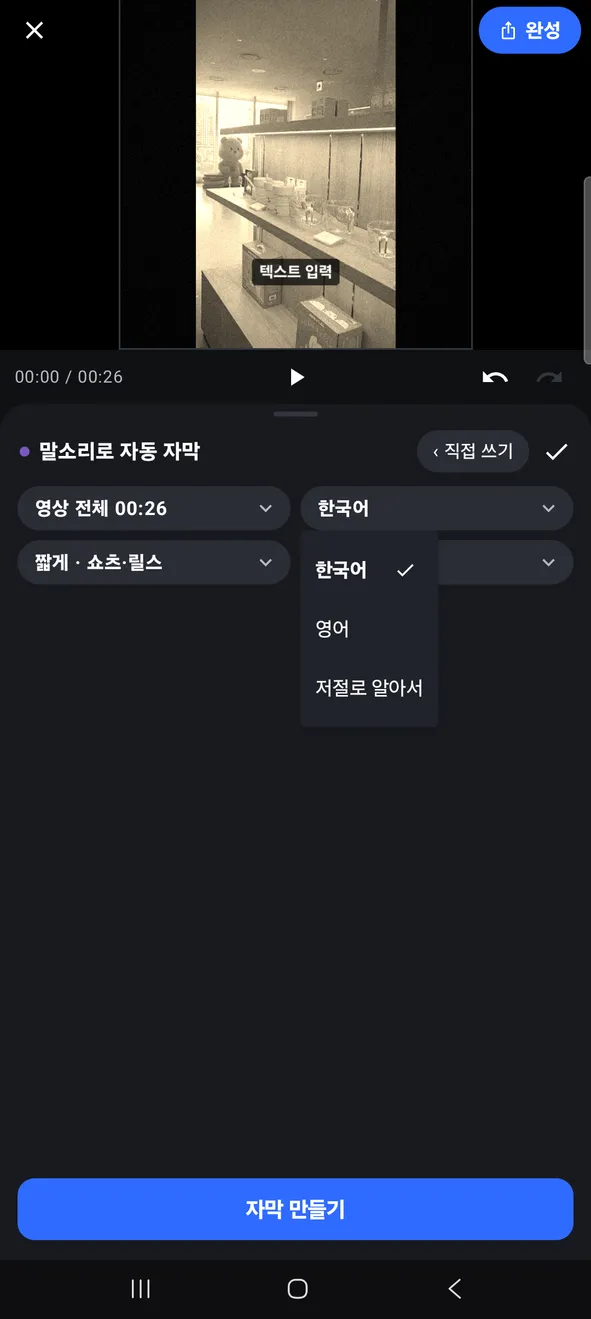 완성
텍스트 입력
00:00 / 00:26
말소리로 자동 자막
‹ 직접 쓰기
영상 전체 00:26
한국어
짧게 · 쇼츠·릴스
한국어
영어
저절로 알아서
자막 만들기